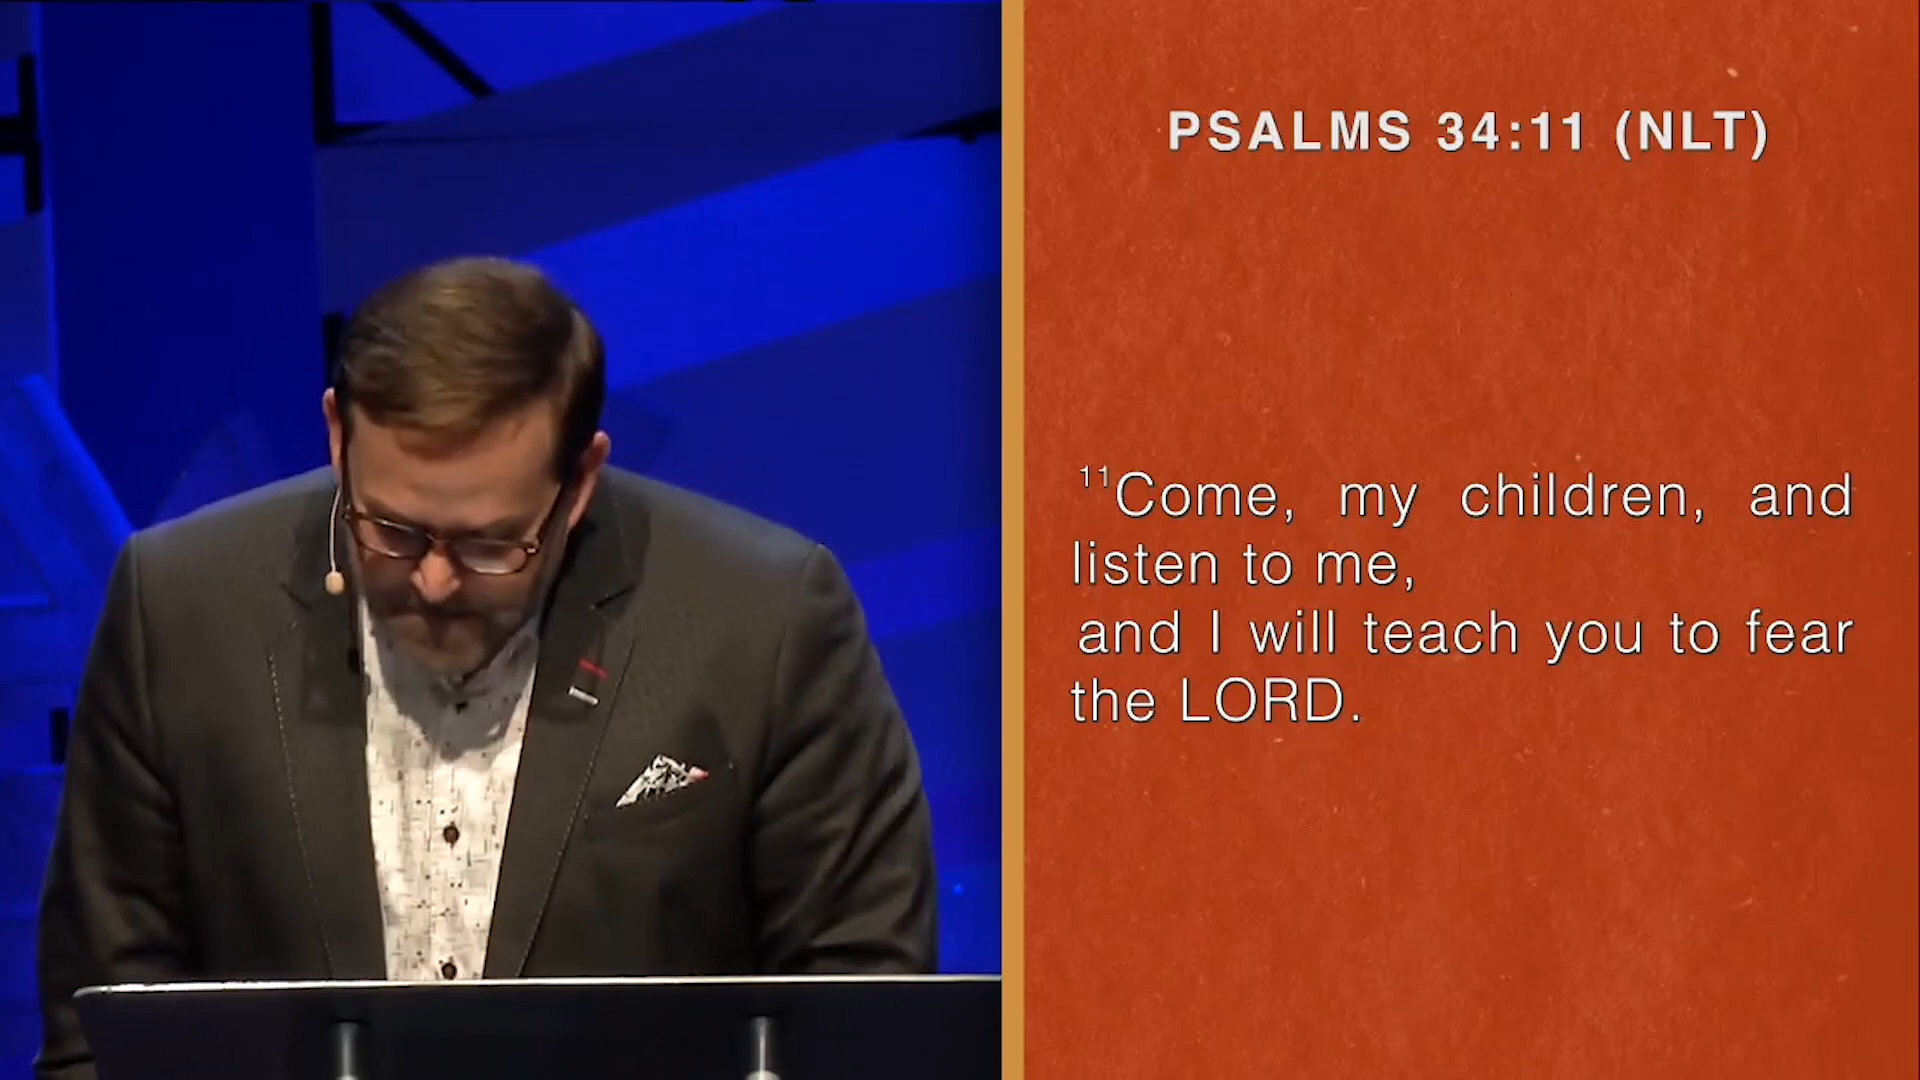 PSALMS 34:11 (NLT)
11Come, my children, and
listen to me,
and I will teach you to fear
the LORD.